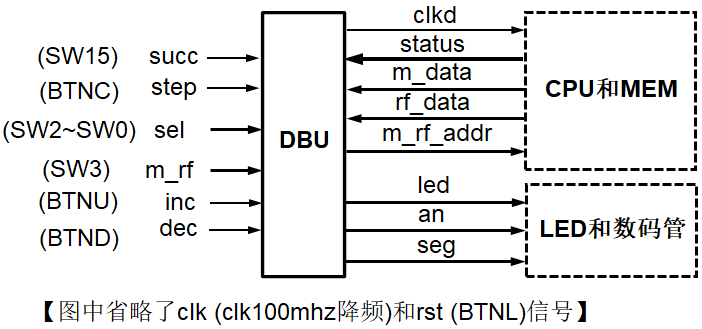 clkd
(SW15) succ
status
(BTNC) step
m_data
CPU和MEM
rf_data
(SW2~SW0) sel
DBU
m_rf_addr
(SW3) m_rf
led
(BTNU) inc
an
LED和数码管
(BTND) dec
seg
【图中省略了clk (clk100mhz降频)和rst (BTNL)信号】